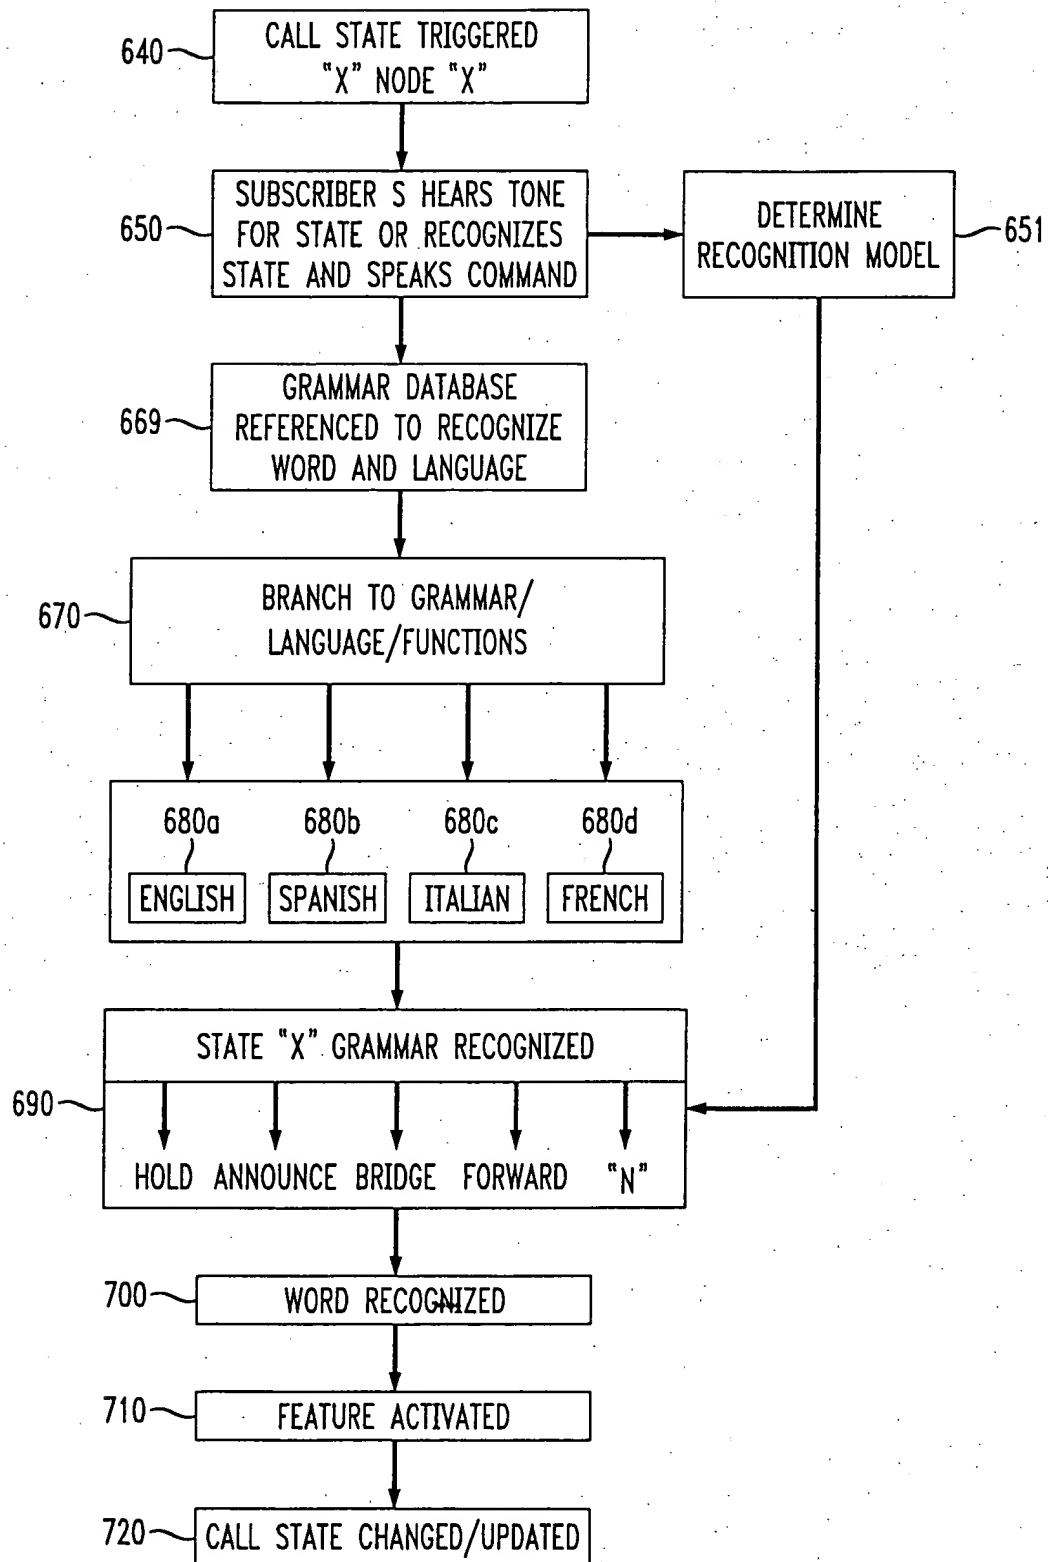 640
CALL STATE TRIGGERED
"X" NODE "X"
650
SUBSCRIBER S HEARS TONE
FOR STATE OR RECOGNIZES
STATE AND SPEAKS COMMAND
DETERMINE
RECOGNITION MODEL
651
669
GRAMMAR DATABASE
REFERENCED TO RECOGNIZE
WORD AND LANGUAGE
670
BRANCH TO GRAMMAR/
LANGUAGE/FUNCTIONS
680a 680b 680c 680d
ENGLISH SPANISH ITALIAN FRENCH
STATE "X" GRAMMAR RECOGNIZED
690
HOLD ANNOUNCE BRIDGE FORWARD "N"
700
WORD RECOGNIZED
710
FEATURE ACTIVATED
720
CALL STATE CHANGED/UPDATED